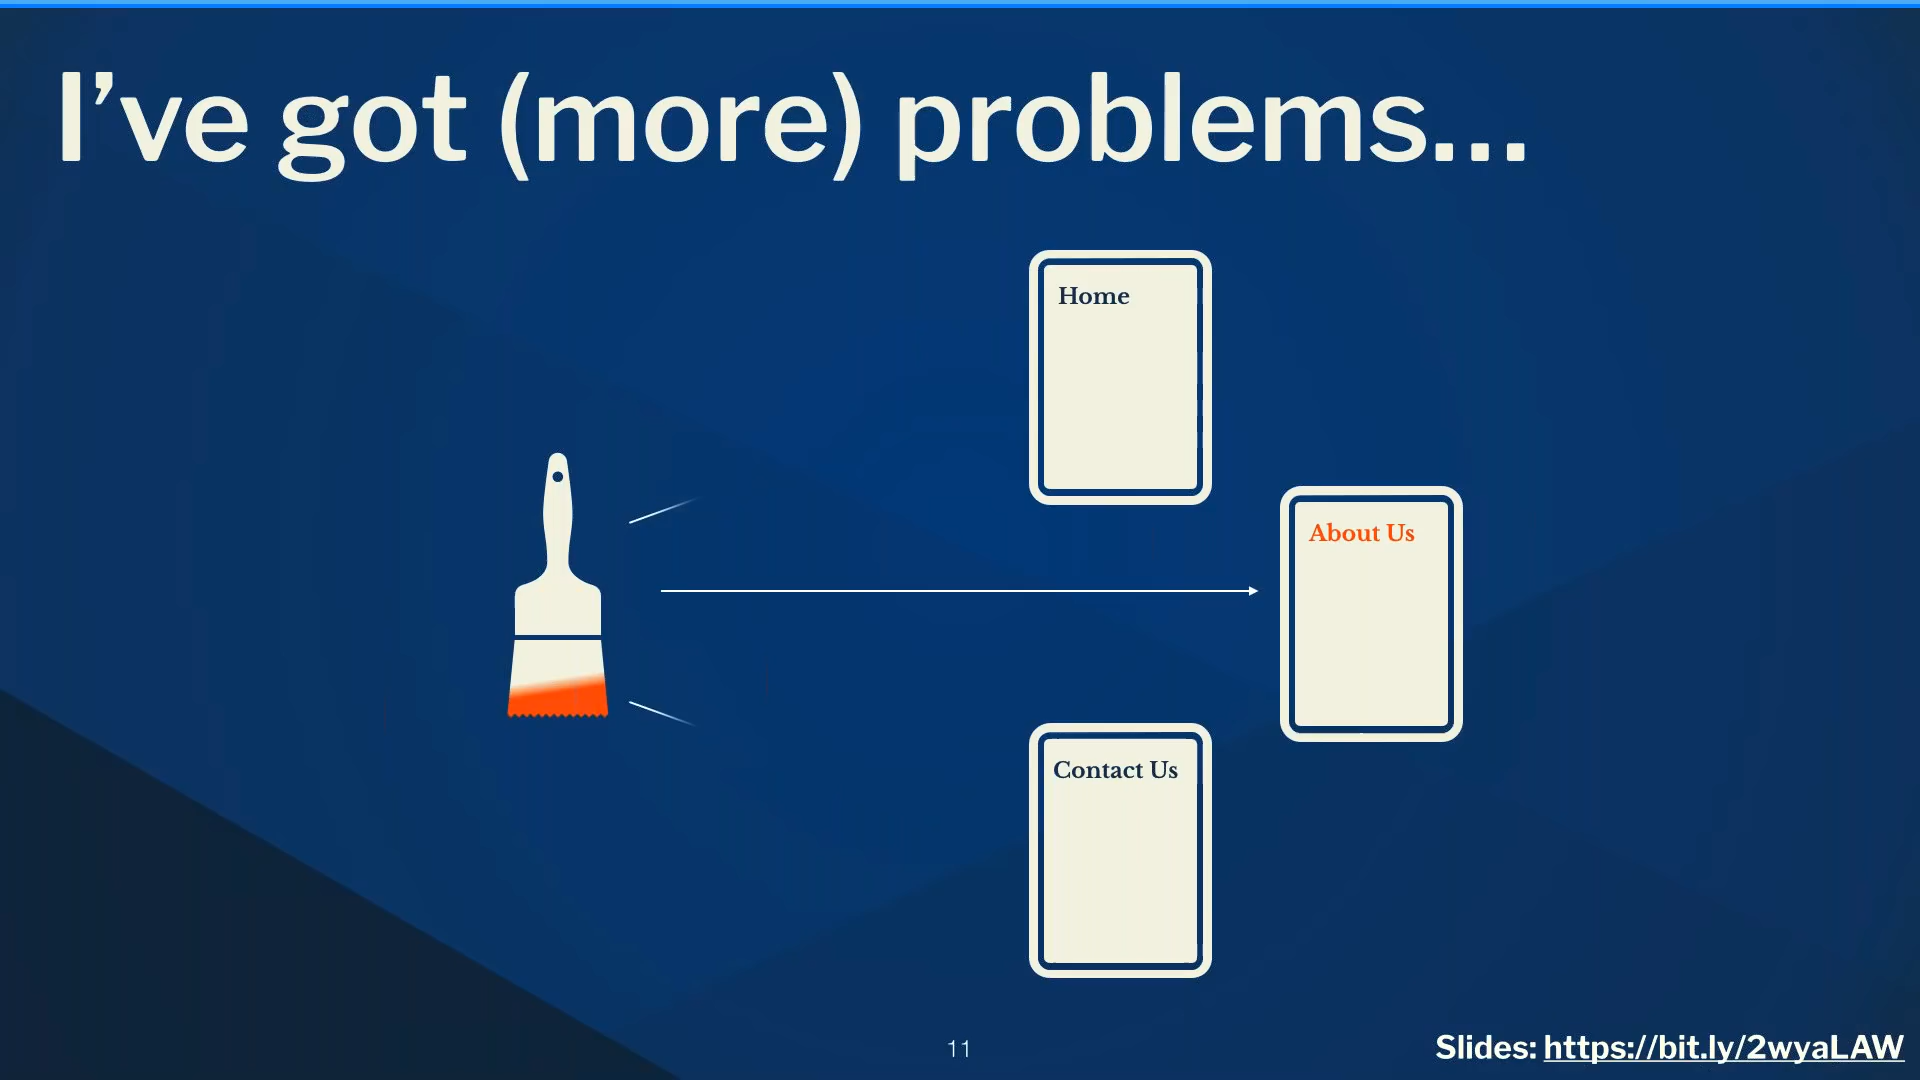 I’ve got (more) problems...
Home
About Us
Contact Us
11
Slides: https://bit.ly/2wyaLAW